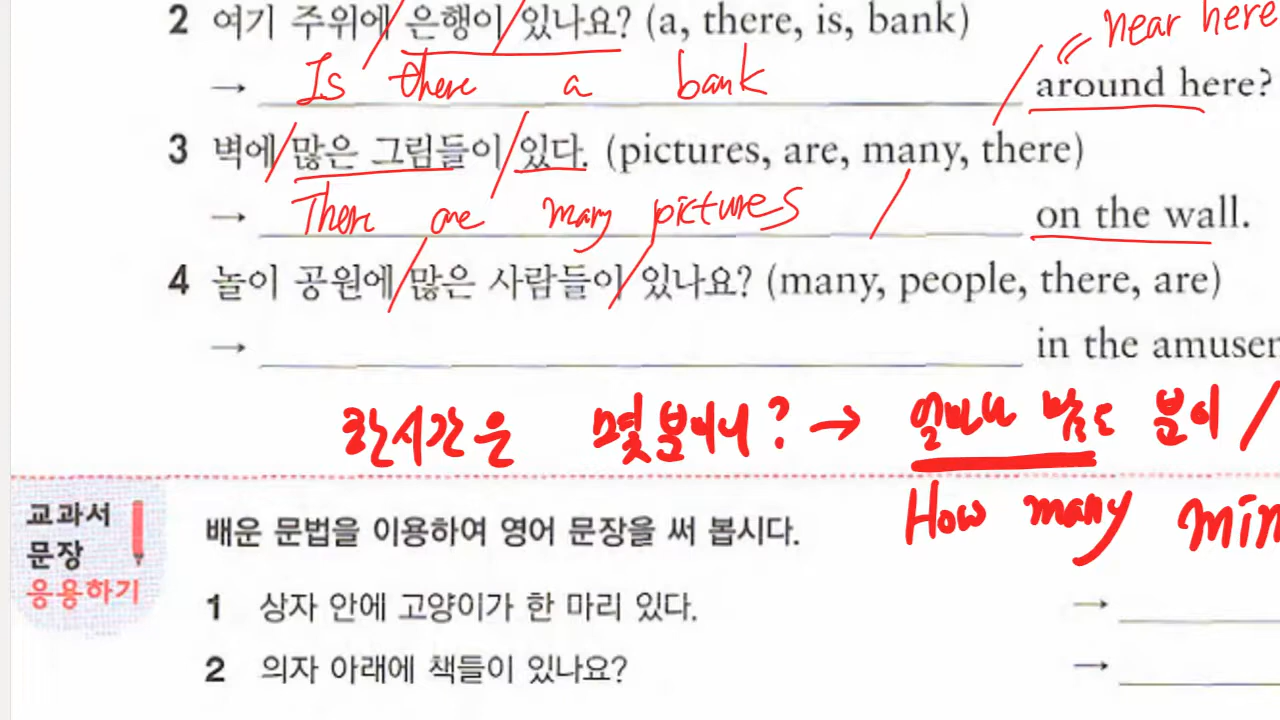 2 여기 주위에 은행이 있나요? (a, there, is, bank)
near here
→ Is there a bank around here?
3 벽에 많은 그림들이 있다. (pictures, are, many, there)
→ There are many pictures on the wall.
4 놀이 공원에 많은 사람들이 있나요? (many, people, there, are)
→ in the amuser
한시간은 몇분이니? → 얼마나 많은 분이
How many min
교과서
문장
응용하기
배운 문법을 이용하여 영어 문장을 써 봅시다.
1 상자 안에 고양이가 한 마리 있다. →
2 의자 아래에 책들이 있나요? →